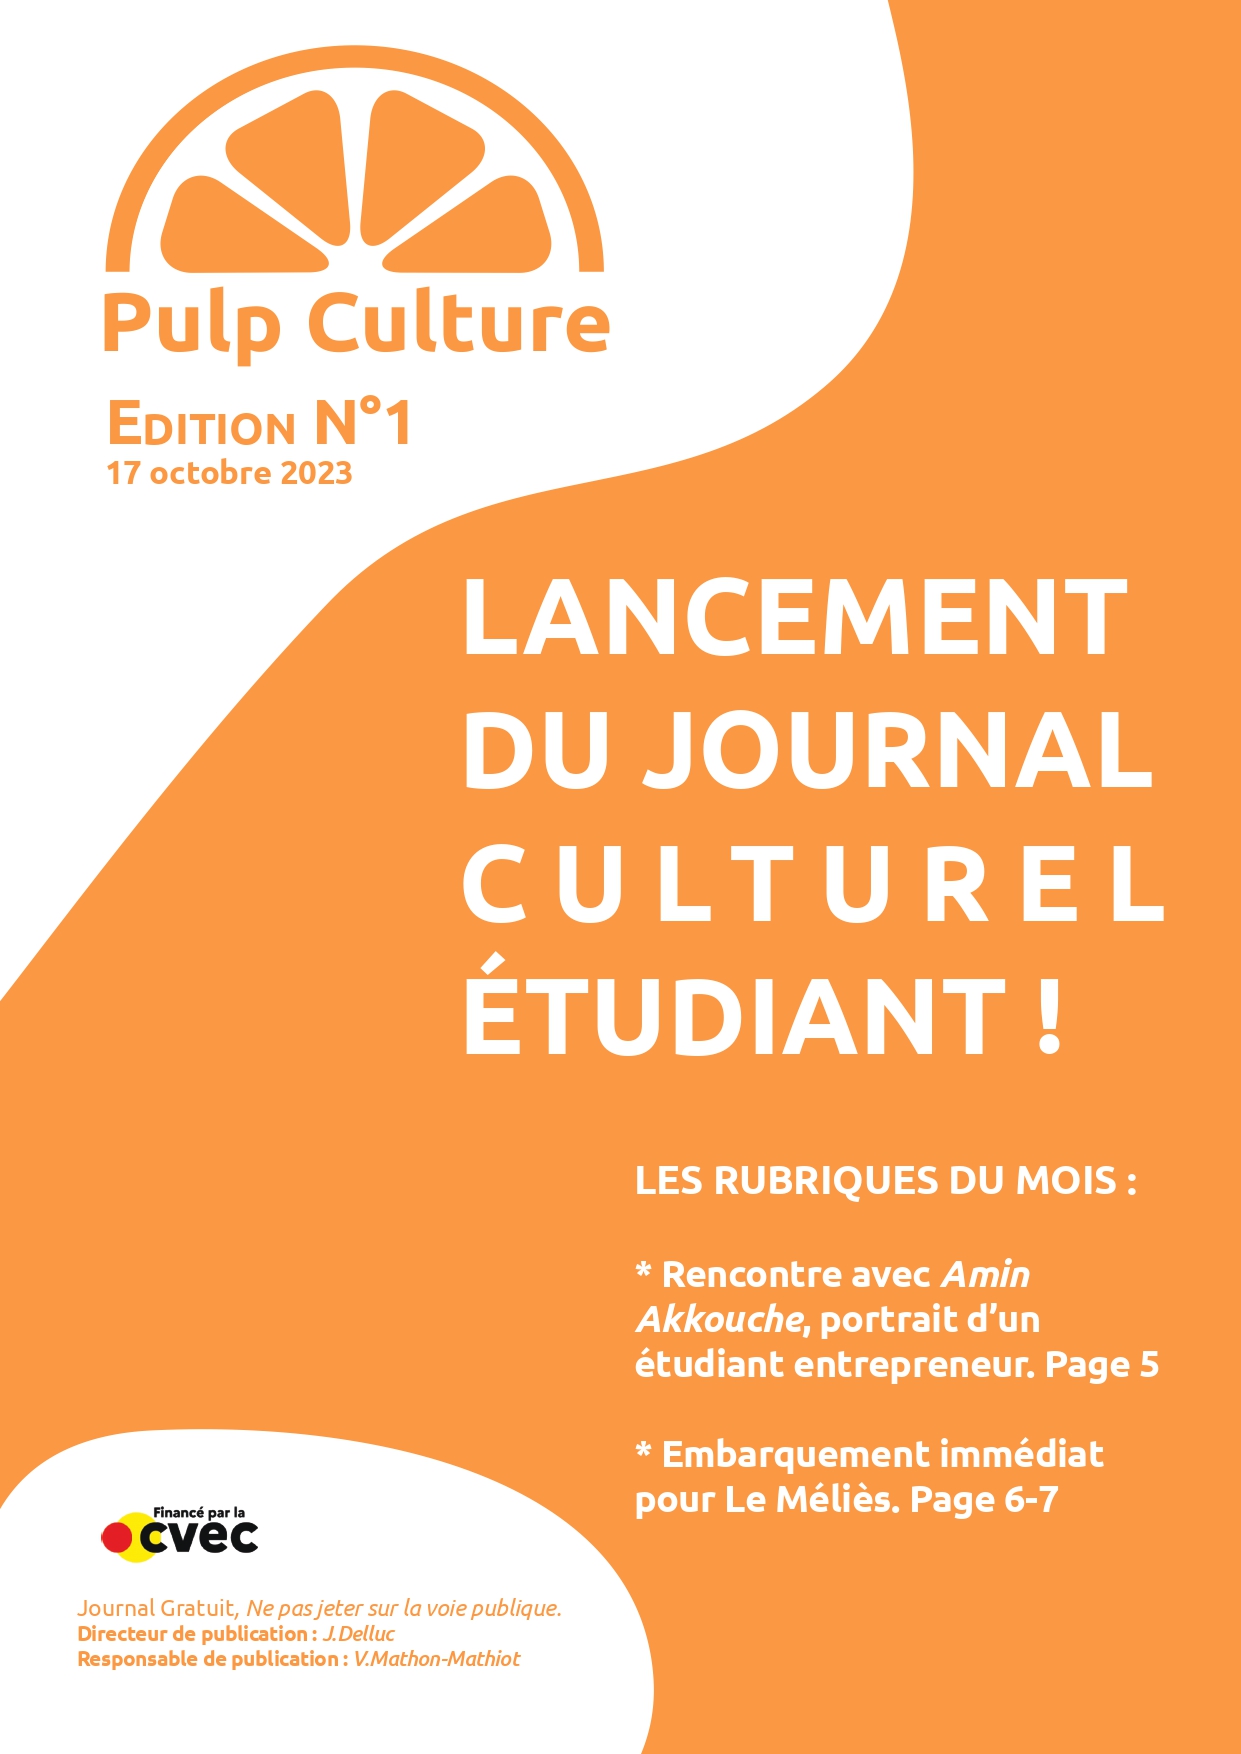 Pulp Culture
EDITION N°1
17 octobre 2023
LANCEMENT
DU JOURNAL
CULTUREL
ÉTUDIANT !
LES RUBRIQUES DU MOIS :
* Rencontre avec Amin
Akkouche, portrait d’un
étudiant entrepreneur. Page 5
* Embarquement immédiat
pour Le Méliès. Page 6-7
Financé par la
cvec
Journal Gratuit, Ne pas jeter sur la voie publique.
Directeur de publication : J.Delluc
Responsable de publication : V.Mathon-Mathiot